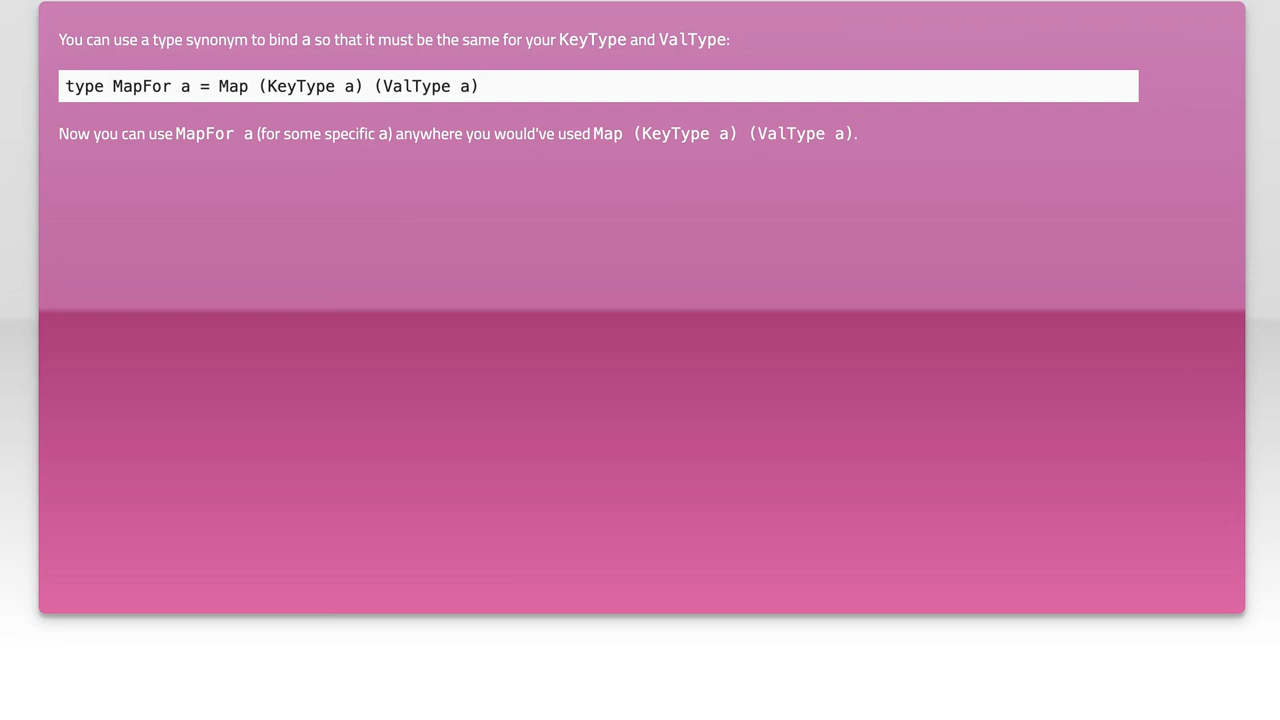 You can use a type synonym to bind a so that it must be the same for your KeyType and ValType:
type MapFor a = Map (KeyType a) (ValType a)
Now you can use MapFor a (for some specific a) anywhere you would've used Map (KeyType a) (ValType a).